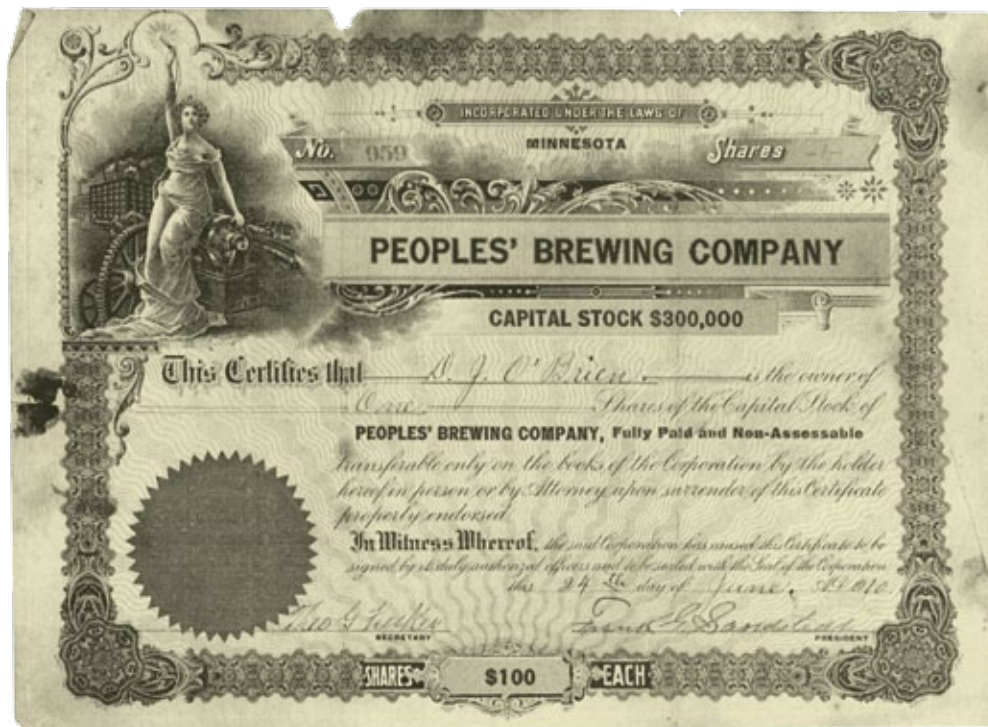 INCORPORATED UNDER THE LAWS OF
MINNESOTA
No. 959 Shares -1-
PEOPLES' BREWING COMPANY
CAPITAL STOCK $300,000
This Certifies that D. J. O'Brien. is the owner of
One Shares of the Capital Stock of
PEOPLES' BREWING COMPANY, Fully Paid and Non-Assessable
transferable only on the books of the Corporation by the holder
hereof in person or by Attorney upon surrender of this Certificate
properly endorsed.
In Witness Whereof, the said Corporation has caused this Certificate to be
signed by its duly authorized officers and to be sealed with the Seal of the Corporation
this 24th day of June. A.D. 1910.
Theo G
Frank G.
SECRETARY PRESIDENT
SHARES $100 EACH